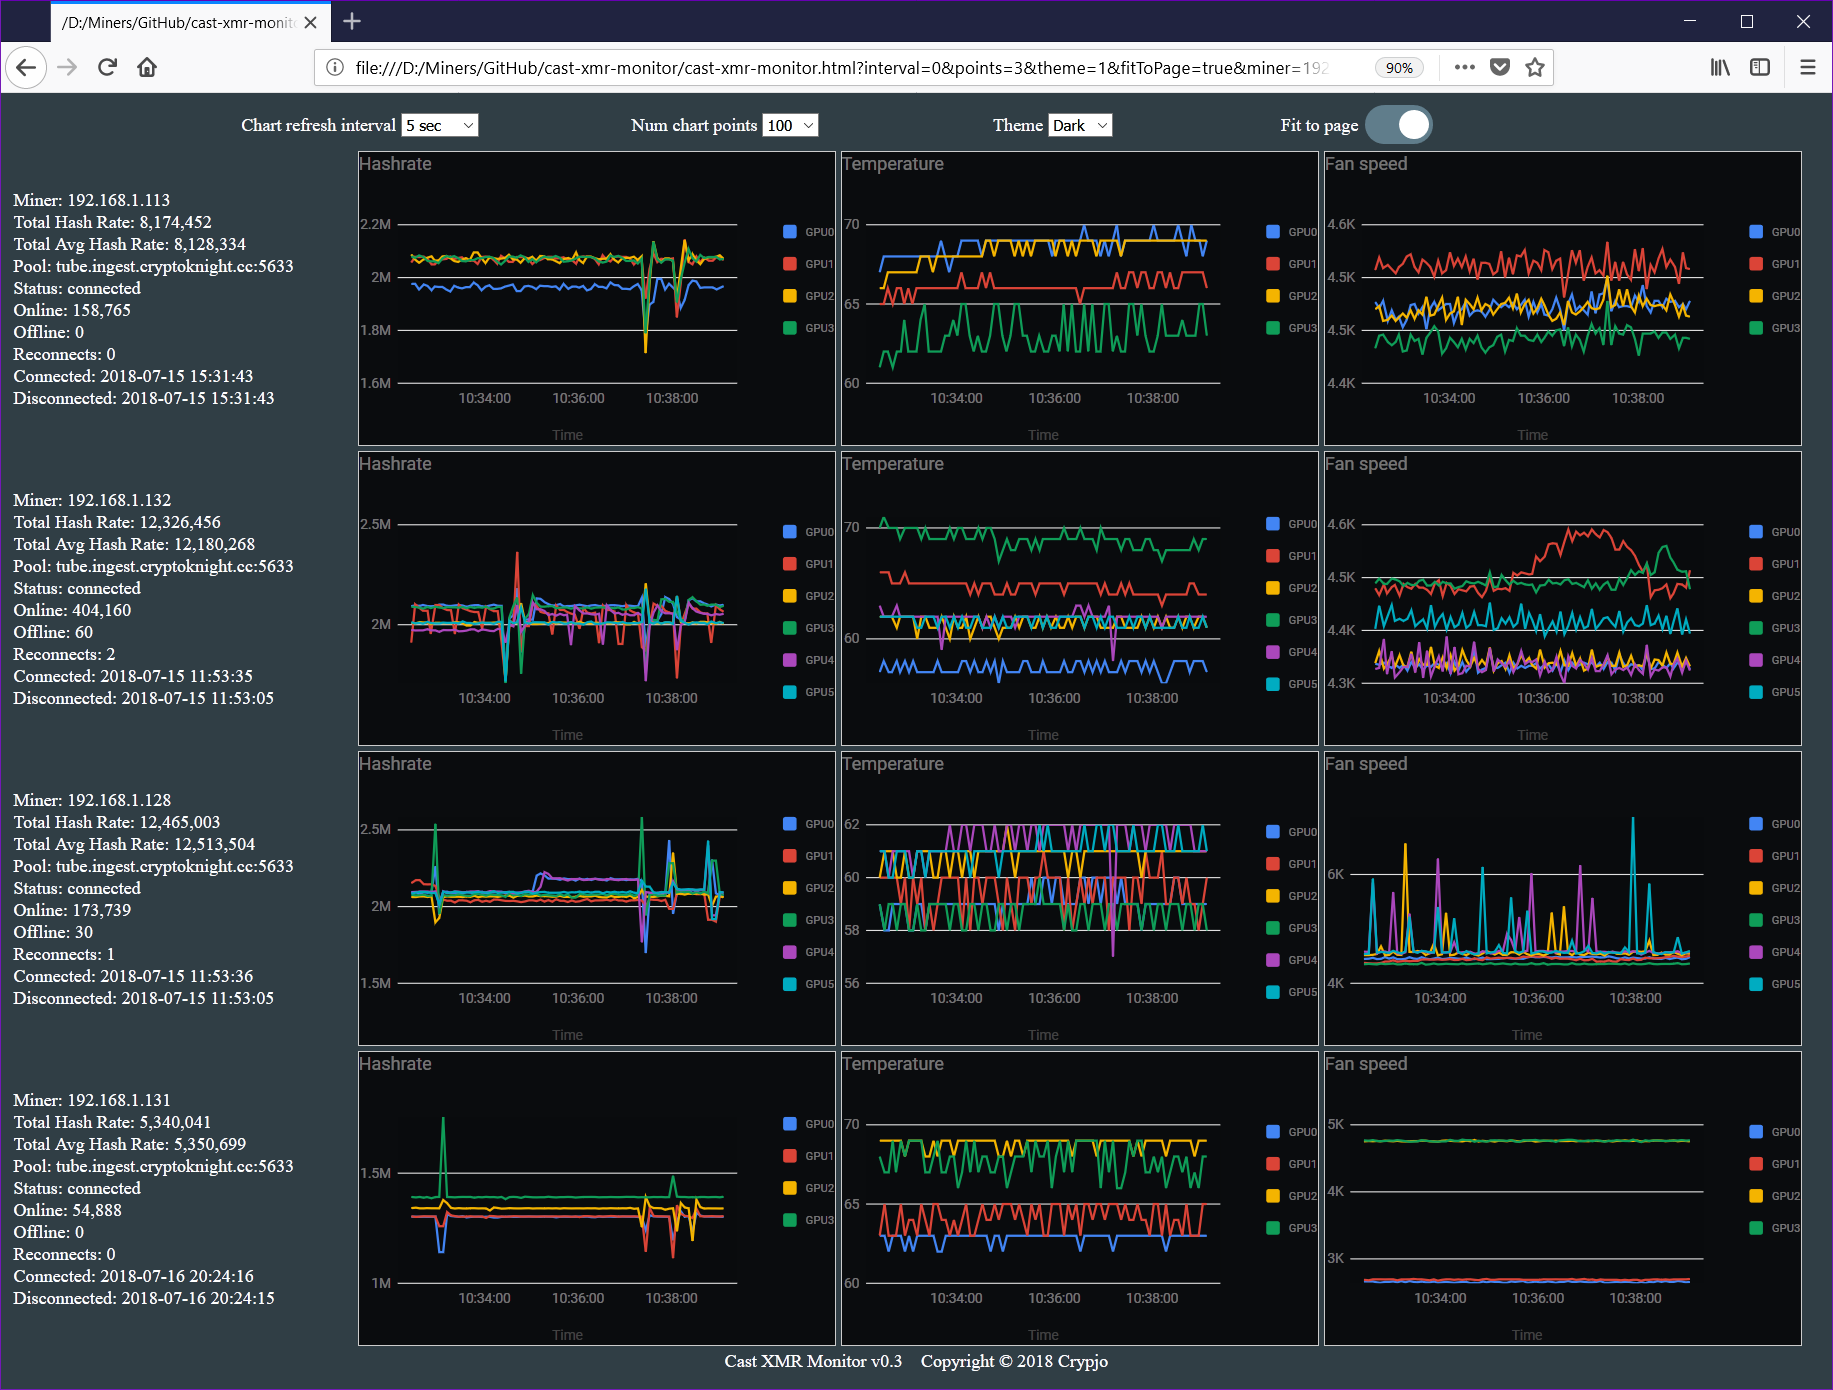 /D:/Miners/GitHub/cast-xmr-monito
file:///D:/Miners/GitHub/cast-xmr-monitor/cast-xmr-monitor.html?interval=0&points=3&theme=1&fitToPage=true&miner=192
90%
Chart refresh interval 5 sec Num chart points 100 Theme Dark Fit to page
Miner: 192.168.1.113
Total Hash Rate: 8,174,452
Total Avg Hash Rate: 8,128,334
Pool: tube.ingest.cryptoknight.cc:5633
Status: connected
Online: 158,765
Offline: 0
Reconnects: 0
Connected: 2018-07-15 15:31:43
Disconnected: 2018-07-15 15:31:43
Hashrate
2.2M
2M
1.8M
1.6M
10:34:00 10:36:00 10:38:00
Time
GPU0
GPU1
GPU2
GPU3
Temperature
70
65
60
10:34:00 10:36:00 10:38:00
Time
GPU0
GPU1
GPU2
GPU3
Fan speed
4.6K
4.5K
4.5K
4.4K
10:34:00 10:36:00 10:38:00
Time
GPU0
GPU1
GPU2
GPU3
Miner: 192.168.1.132
Total Hash Rate: 12,326,456
Total Avg Hash Rate: 12,180,268
Pool: tube.ingest.cryptoknight.cc:5633
Status: connected
Online: 404,160
Offline: 60
Reconnects: 2
Connected: 2018-07-15 11:53:35
Disconnected: 2018-07-15 11:53:05
Hashrate
2.5M
2M
10:34:00 10:36:00 10:38:00
Time
GPU0
GPU1
GPU2
GPU3
GPU4
GPU5
Temperature
70
60
10:34:00 10:36:00 10:38:00
Time
GPU0
GPU1
GPU2
GPU3
GPU4
GPU5
Fan speed
4.6K
4.5K
4.4K
4.3K
10:34:00 10:36:00 10:38:00
Time
GPU0
GPU1
GPU2
GPU3
GPU4
GPU5
Miner: 192.168.1.128
Total Hash Rate: 12,465,003
Total Avg Hash Rate: 12,513,504
Pool: tube.ingest.cryptoknight.cc:5633
Status: connected
Online: 173,739
Offline: 30
Reconnects: 1
Connected: 2018-07-15 11:53:36
Disconnected: 2018-07-15 11:53:05
Hashrate
2.5M
2M
1.5M
10:34:00 10:36:00 10:38:00
Time
GPU0
GPU1
GPU2
GPU3
GPU4
GPU5
Temperature
62
60
58
56
10:34:00 10:36:00 10:38:00
Time
GPU0
GPU1
GPU2
GPU3
GPU4
GPU5
Fan speed
6K
4K
10:34:00 10:36:00 10:38:00
Time
GPU0
GPU1
GPU2
GPU3
GPU4
GPU5
Miner: 192.168.1.131
Total Hash Rate: 5,340,041
Total Avg Hash Rate: 5,350,699
Pool: tube.ingest.cryptoknight.cc:5633
Status: connected
Online: 54,888
Offline: 0
Reconnects: 0
Connected: 2018-07-16 20:24:16
Disconnected: 2018-07-16 20:24:15
Hashrate
1.5M
1M
10:34:00 10:36:00 10:38:00
Time
GPU0
GPU1
GPU2
GPU3
Temperature
70
65
60
10:34:00 10:36:00 10:38:00
Time
GPU0
GPU1
GPU2
GPU3
Fan speed
5K
4K
3K
10:34:00 10:36:00 10:38:00
Time
GPU0
GPU1
GPU2
GPU3
Cast XMR Monitor v0.3 Copyright © 2018 Crypjo